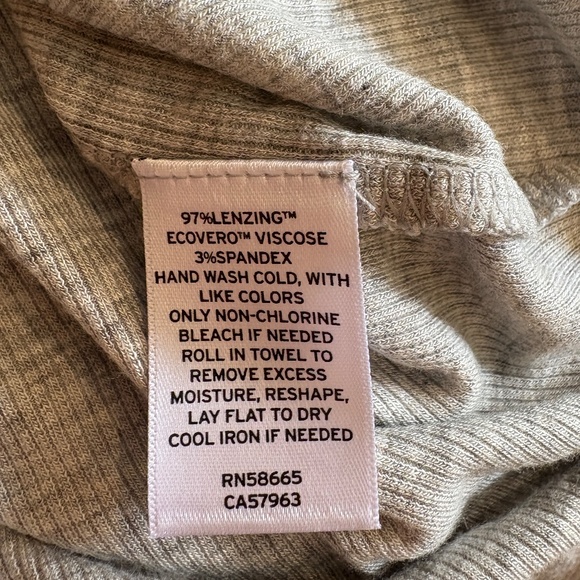 97%LENZING™
ECOVERO™ VISCOSE
3%SPANDEX
HAND WASH COLD, WITH
LIKE COLORS
ONLY NON-CHLORINE
BLEACH IF NEEDED
ROLL IN TOWEL TO
REMOVE EXCESS
MOISTURE, RESHAPE,
LAY FLAT TO DRY
COOL IRON IF NEEDED
RN58665
CA57963